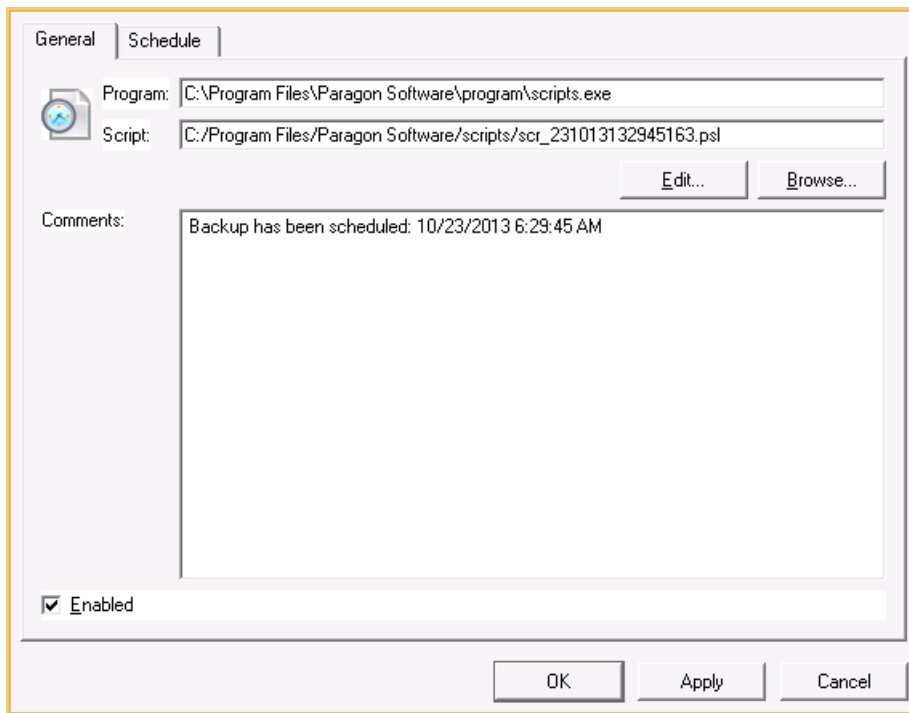 General Schedule
Program: C:\Program Files\Paragon Software\program\scripts.exe
Script: C:/Program Files/Paragon Software/scripts/scr_231013132945163.psl
Edit... Browse...
Comments: Backup has been scheduled: 10/23/2013 6:29:45 AM
Enabled
OK Apply Cancel